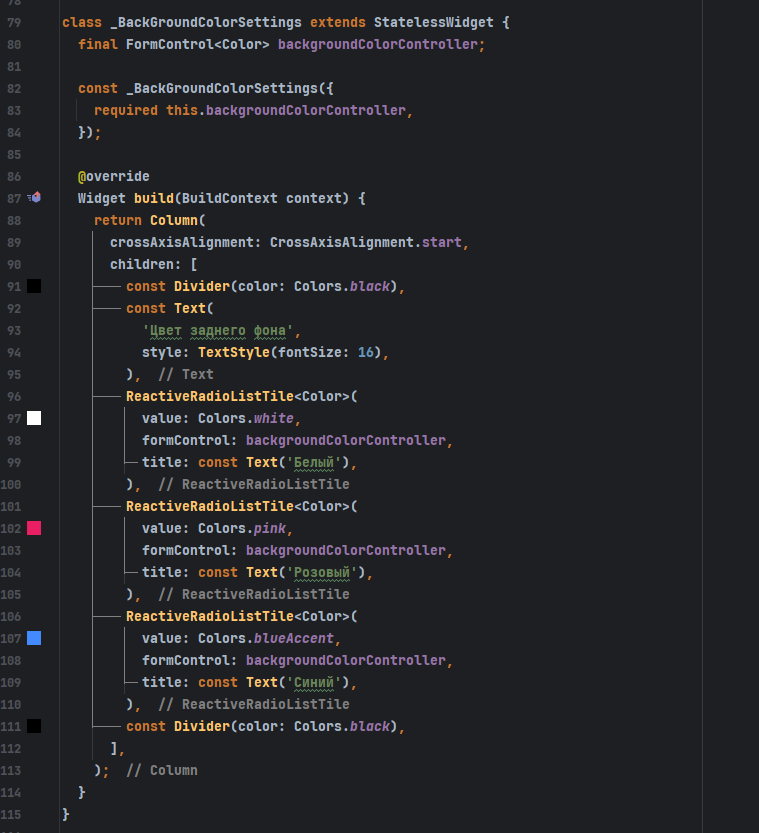 78
79 class _BackGroundColorSettings extends StatelessWidget {
80 final FormControl<Color> backgroundColorController;
81
82 const _BackGroundColorSettings({
83 required this.backgroundColorController,
84 });
85
86 @override
87 Widget build(BuildContext context) {
88 return Column(
89 crossAxisAlignment: CrossAxisAlignment.start,
90 children: [
91 const Divider(color: Colors.black),
92 const Text(
93 'Цвет заднего фона',
94 style: TextStyle(fontSize: 16),
95 ), // Text
96 ReactiveRadioListTile<Color>(
97 value: Colors.white,
98 formControl: backgroundColorController,
99 title: const Text('Белый'),
100 ), // ReactiveRadioListTile
101 ReactiveRadioListTile<Color>(
102 value: Colors.pink,
103 formControl: backgroundColorController,
104 title: const Text('Розовый'),
105 ), // ReactiveRadioListTile
106 ReactiveRadioListTile<Color>(
107 value: Colors.blueAccent,
108 formControl: backgroundColorController,
109 title: const Text('Синий'),
110 ), // ReactiveRadioListTile
111 const Divider(color: Colors.black),
112 ],
113 ); // Column
114 }
115 }